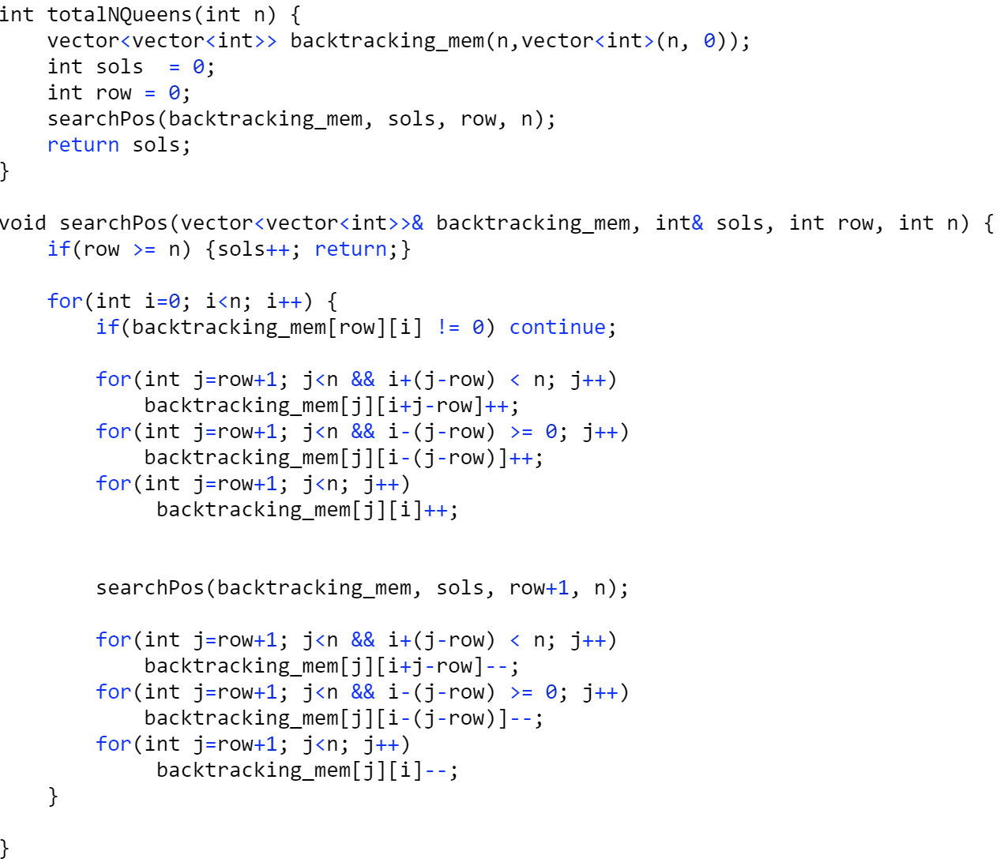 int totalNQueens(int n) {
    vector<vector<int>> backtracking_mem(n,vector<int>(n, 0));
    int sols  = 0;
    int row = 0;
    searchPos(backtracking_mem, sols, row, n);
    return sols;
}

void searchPos(vector<vector<int>>& backtracking_mem, int& sols, int row, int n) {
    if(row >= n) {sols++; return;}

    for(int i=0; i<n; i++) {
        if(backtracking_mem[row][i] != 0) continue;

        for(int j=row+1; j<n && i+(j-row) < n; j++)
            backtracking_mem[j][i+j-row]++;
        for(int j=row+1; j<n && i-(j-row) >= 0; j++)
            backtracking_mem[j][i-(j-row)]++;
        for(int j=row+1; j<n; j++)
             backtracking_mem[j][i]++;


        searchPos(backtracking_mem, sols, row+1, n);

        for(int j=row+1; j<n && i+(j-row) < n; j++)
            backtracking_mem[j][i+j-row]--;
        for(int j=row+1; j<n && i-(j-row) >= 0; j++)
            backtracking_mem[j][i-(j-row)]--;
        for(int j=row+1; j<n; j++)
             backtracking_mem[j][i]--;
    }

}